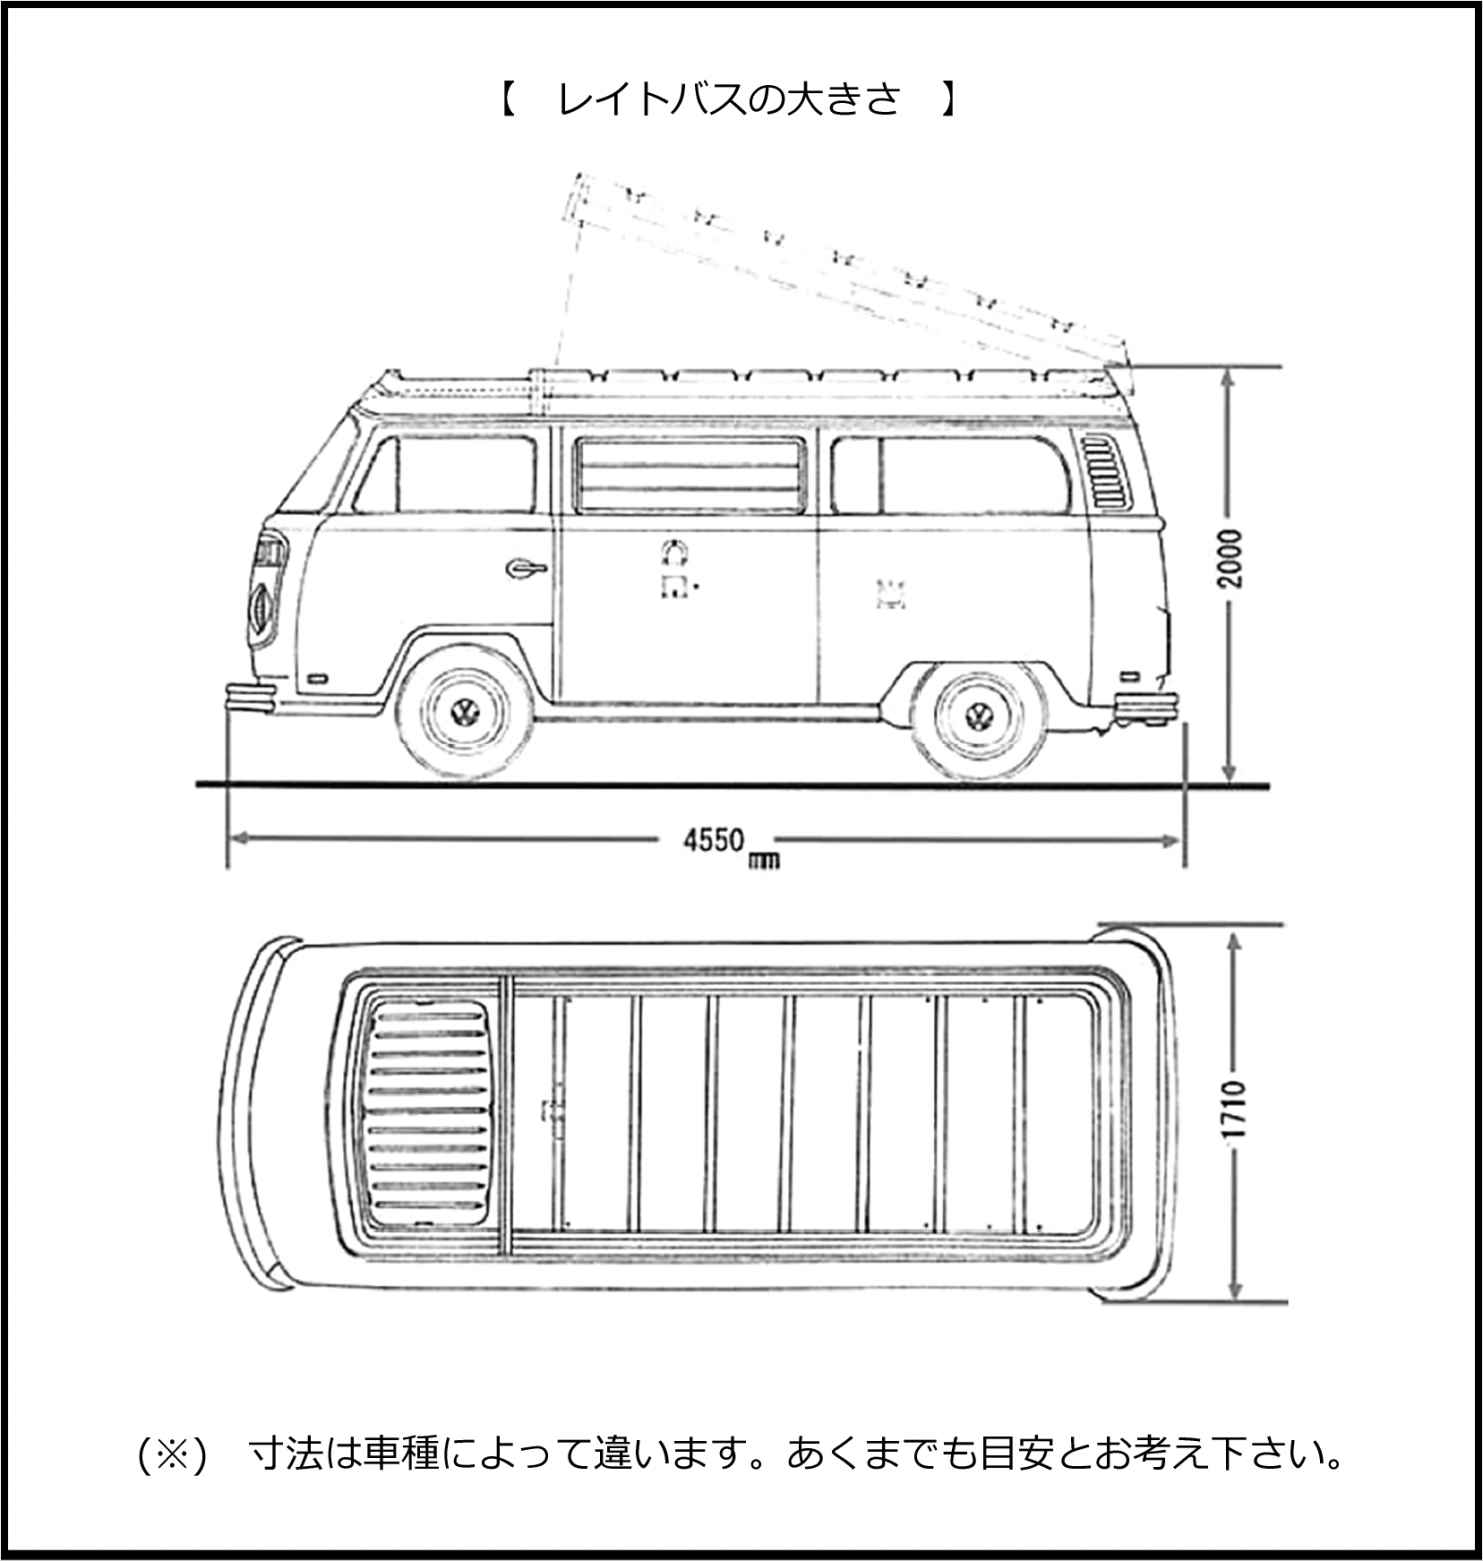 【　レイトバスの大きさ　】
2000
4550 mm
1710
(※)　寸法は車種によって違います。あくまでも目安とお考え下さい。